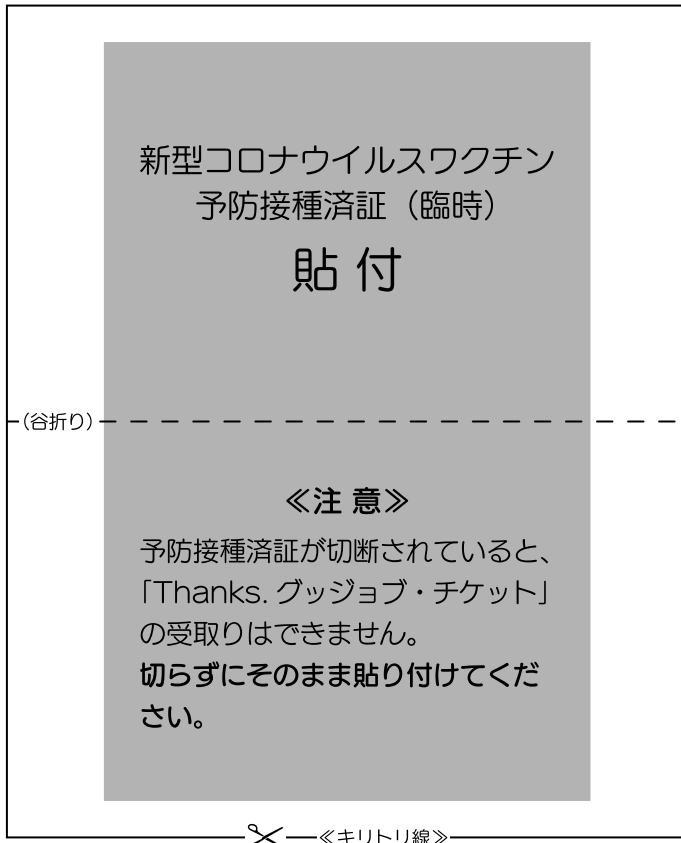 新型コロナウイルスワクチン
予防接種済証（臨時）
貼 付
（谷折り）
≪注 意≫
予防接種済証が切断されていると、
「Thanks. グッジョブ・チケット」
の受取りはできません。
切らずにそのまま貼り付けてくだ
さい。
≪キリトリ線≫